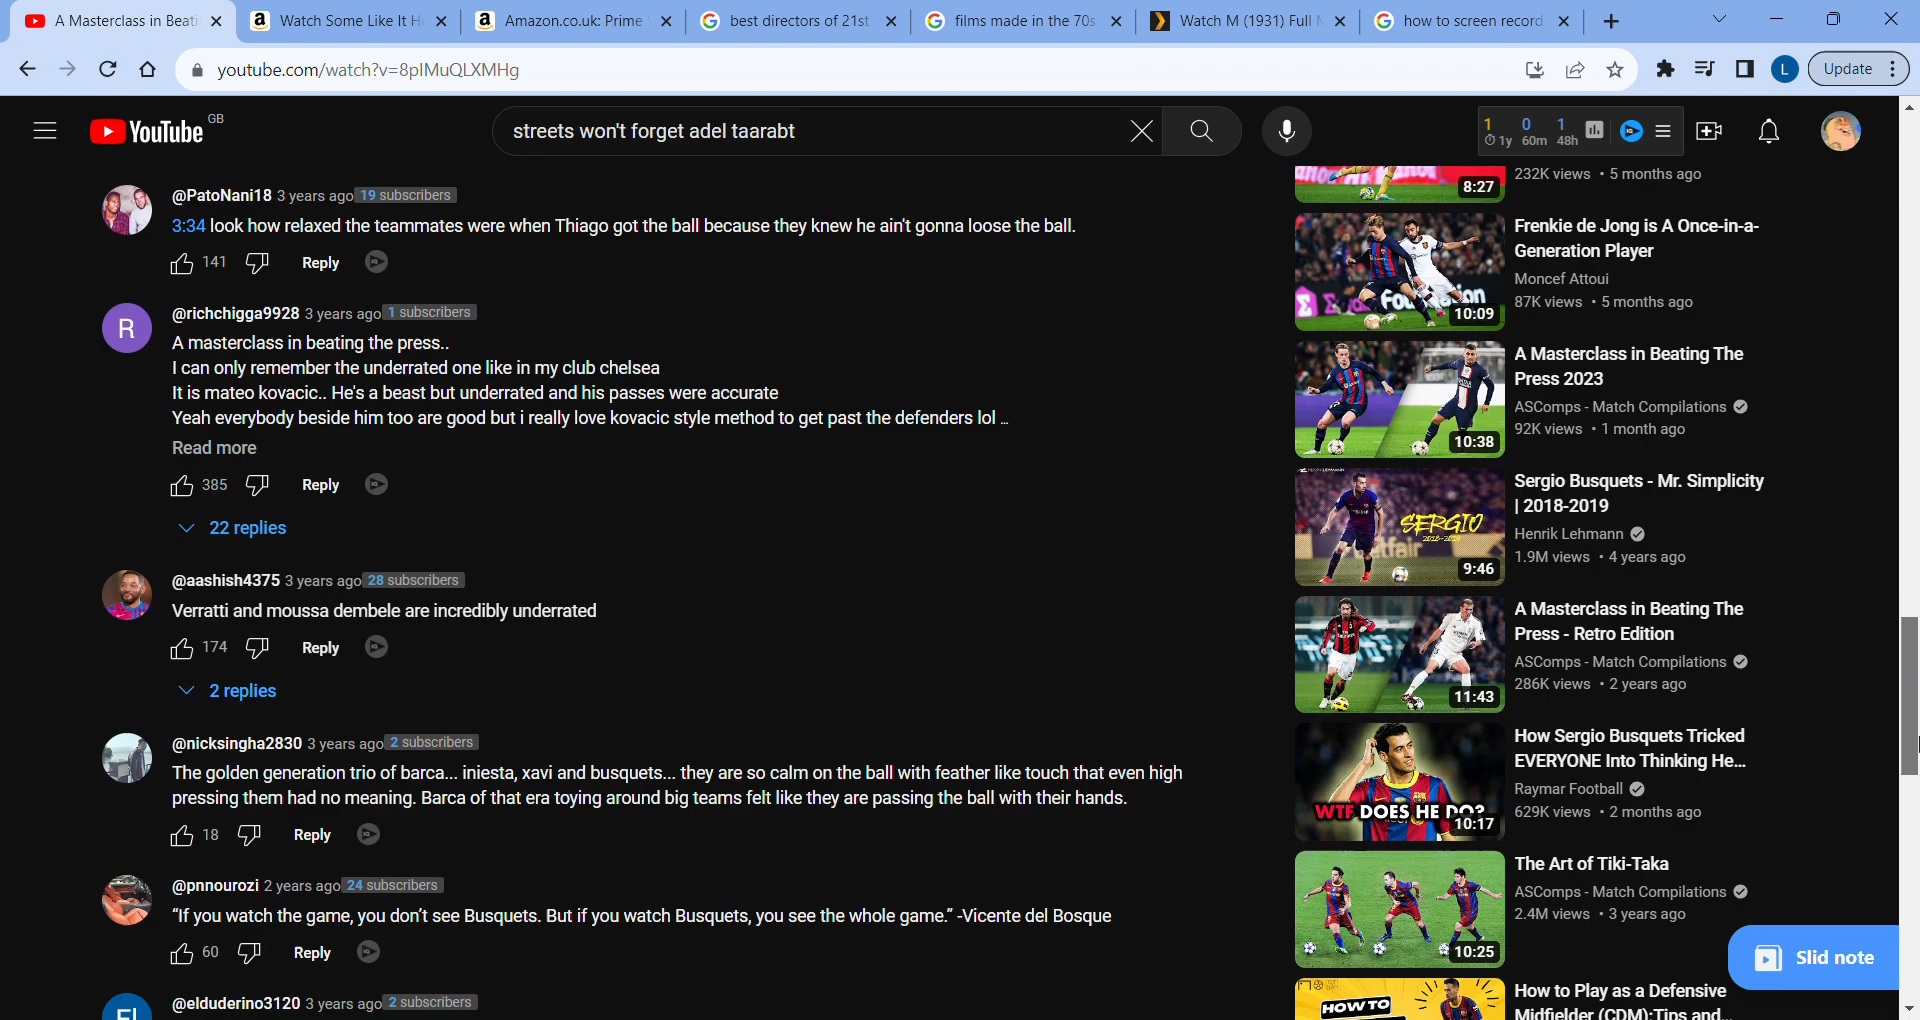 A Masterclass in Beati
Watch Some Like It H
Amazon.co.uk: Prime
best directors of 21st
films made in the 70s
Watch M (1931) Full
how to screen record
youtube.com/watch?v=8pIMuQLXMHg
L
Update
YouTube GB
streets won't forget adel taarabt
1 0 1
1y 60m 48h
@PatoNani18 3 years ago 19 subscribers
3:34 look how relaxed the teammates were when Thiago got the ball because they knew he ain't gonna loose the ball.
141 Reply
R
@richchigga9928 3 years ago 1 subscribers
A masterclass in beating the press..
I can only remember the underrated one like in my club chelsea
It is mateo kovacic.. He's a beast but underrated and his passes were accurate
Yeah everybody beside him too are good but i really love kovacic style method to get past the defenders lol ...
Read more
385 Reply
22 replies
@aashish4375 3 years ago 28 subscribers
Verratti and moussa dembele are incredibly underrated
174 Reply
2 replies
@nicksingha2830 3 years ago 2 subscribers
The golden generation trio of barca... iniesta, xavi and busquets... they are so calm on the ball with feather like touch that even high
pressing them had no meaning. Barca of that era toying around big teams felt like they are passing the ball with their hands.
18 Reply
@pnnourozi 2 years ago 24 subscribers
“If you watch the game, you don’t see Busquets. But if you watch Busquets, you see the whole game.” -Vicente del Bosque
60 Reply
@elduderino3120 3 years ago 2 subscribers
8:27
232K views • 5 months ago
10:09
Frenkie de Jong is A Once-in-a-
Generation Player
Moncef Attoui
87K views • 5 months ago
10:38
A Masterclass in Beating The
Press 2023
ASComps - Match Compilations
92K views • 1 month ago
SERGIO
2018-2019
9:46
Sergio Busquets - Mr. Simplicity
| 2018-2019
Henrik Lehmann
1.9M views • 4 years ago
11:43
A Masterclass in Beating The
Press - Retro Edition
ASComps - Match Compilations
286K views • 2 years ago
WTF DOES HE DO?
10:17
How Sergio Busquets Tricked
EVERYONE Into Thinking He...
Raymar Football
629K views • 2 months ago
10:25
The Art of Tiki-Taka
ASComps - Match Compilations
2.4M views • 3 years ago
Slid note
HOW TO
How to Play as a Defensive
Midfielder (CDM):Tips and...